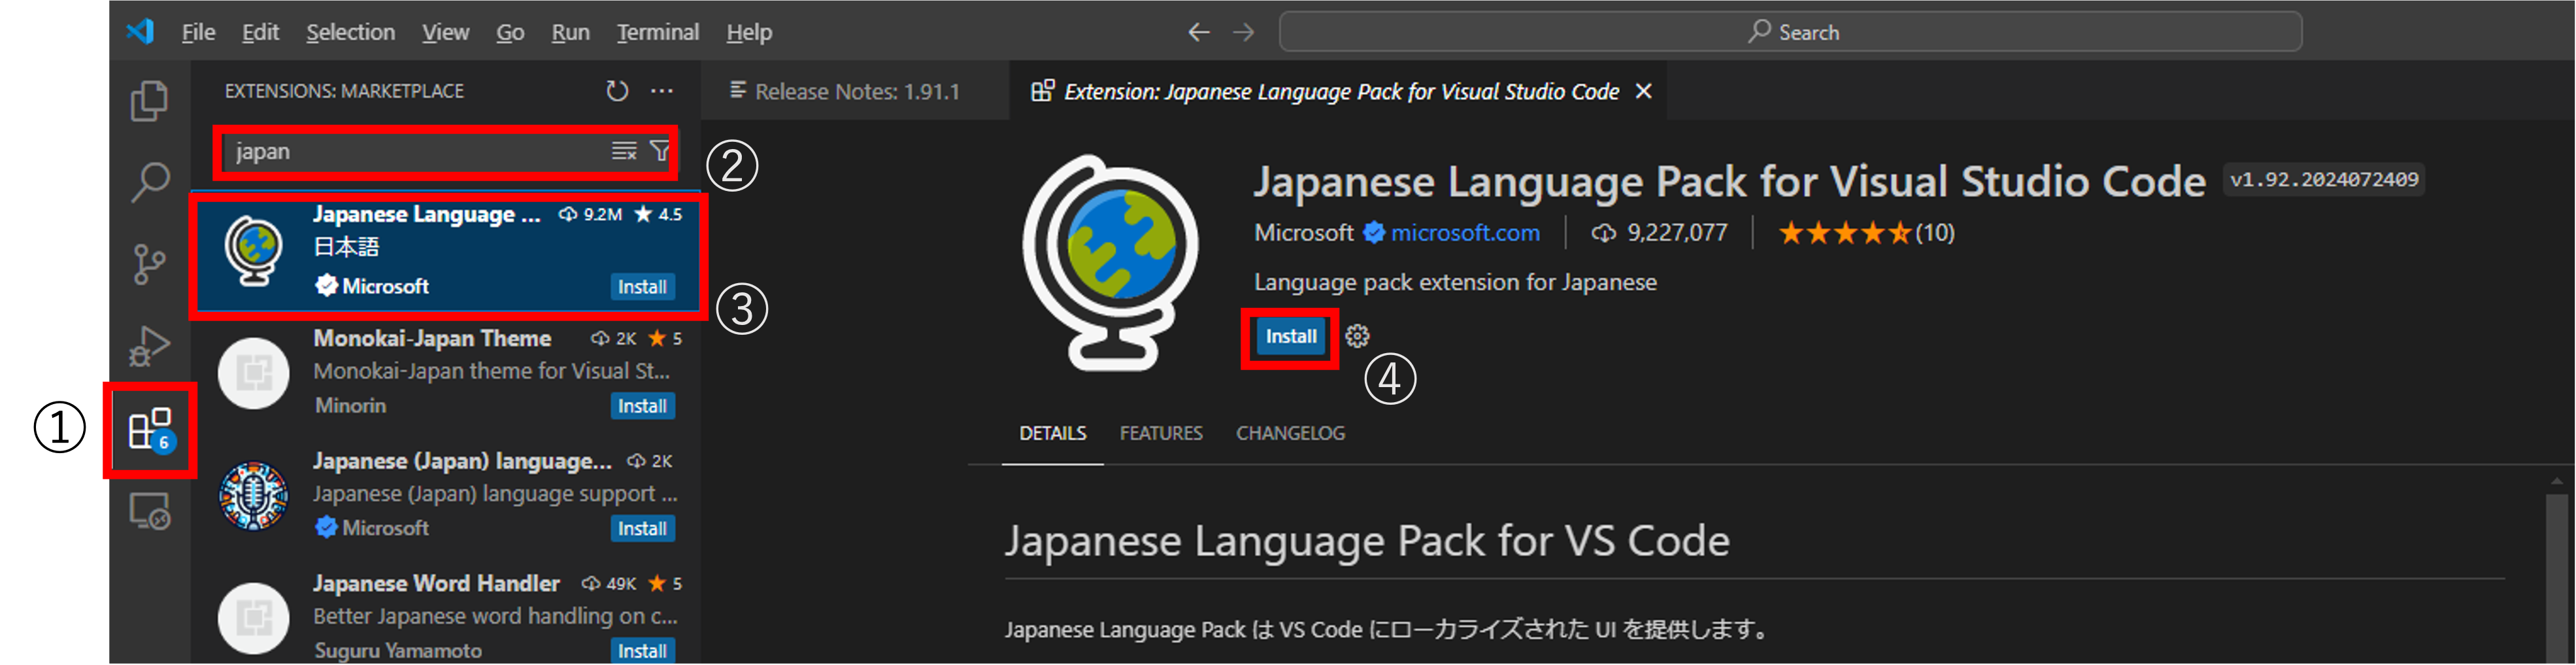 File Edit Selection View Go Run Terminal Help
Search
EXTENSIONS: MARKETPLACE
japan
①
②
③
④
6
Japanese Language ... 9.2M ★ 4.5
日本語
Microsoft Install
Monokai-Japan Theme 2K ★ 5
Monokai-Japan theme for Visual St...
Minorin Install
Japanese (Japan) language... 2K
Japanese (Japan) language support ...
Microsoft Install
Japanese Word Handler 49K ★ 5
Better Japanese word handling on c...
Suguru Yamamoto Install
Release Notes: 1.91.1
Extension: Japanese Language Pack for Visual Studio Code
Japanese Language Pack for Visual Studio Code v1.92.2024072409
Microsoft microsoft.com 9,227,077 (10)
Language pack extension for Japanese
Install
DETAILS FEATURES CHANGELOG
Japanese Language Pack for VS Code
Japanese Language Pack は VS Code にローカライズされた UI を提供します。